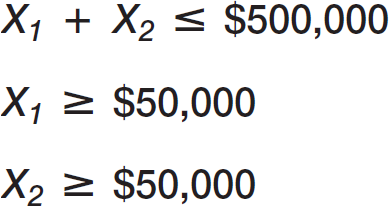 X₁ + X₂ ≤ $500,000
X₁ ≥ $50,000
X₂ ≥ $50,000